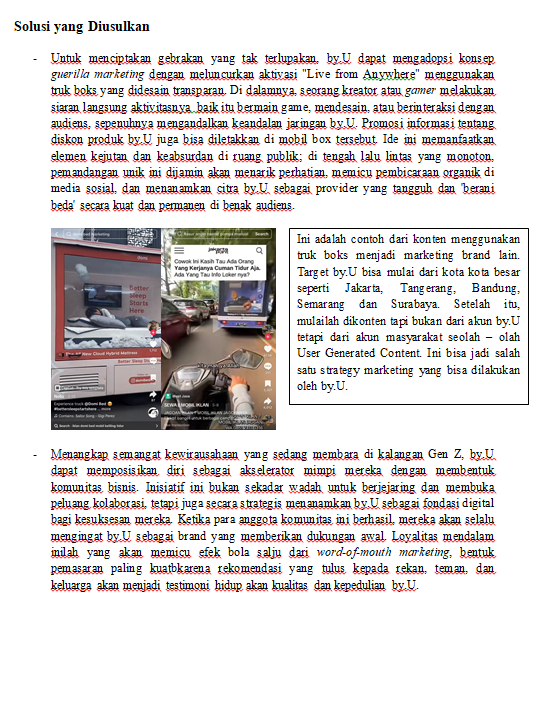 Solusi yang Diusulkan
- Untuk menciptakan gebrakan yang tak terlupakan, by.U dapat mengadopsi konsep
guerilla marketing dengan meluncurkan aktivasi "Live from Anywhere" menggunakan
truk boks yang didesain transparan. Di dalamnya, seorang kreator atau gamer melakukan
siaran langsung aktivitasnya, baik itu bermain game, mendesain, atau berinteraksi dengan
audiens, sepenuhnya mengandalkan keandalan jaringan by.U. Promosi informasi tentang
diskon produk by.U juga bisa diletakkan di mobil box tersebut. Ide ini memanfaatkan
elemen kejutan dan keabsurdan di ruang publik; di tengah lalu lintas yang monoton,
pemandangan unik ini dijamin akan menarik perhatian, memicu pembicaraan organik di
media sosial, dan menanamkan citra by.U sebagai provider yang tangguh dan 'berani
beda' secara kuat dan permanen di benak audiens.
Better
Sleep
Starts
Here
New Cloud Hybrid Mattress
Better Sleep
Search
Cowok Ini Kasih Tau Ada Orang
Yang Kerjanya Cuman Tidur Aja,
Ada Yang Tau Info Loker nya?
SEWA MOBIL IKLAN
Ini adalah contoh dari konten menggunakan
truk boks menjadi marketing brand lain.
Target by.U bisa mulai dari kota kota besar
seperti Jakarta, Tangerang, Bandung,
Semarang dan Surabaya. Setelah itu,
mulailah dikonten tapi bukan dari akun by.U
tetapi dari akun masyarakat seolah – olah
User Generated Content. Ini bisa jadi salah
satu strategy marketing yang bisa dilakukan
oleh by.U.
- Menangkap semangat kewirausahaan yang sedang membara di kalangan Gen Z, by.U
dapat memposisikan diri sebagai akselerator mimpi mereka dengan membentuk
komunitas bisnis. Inisiatif ini bukan sekadar wadah untuk berjejaring dan membuka
peluang kolaborasi, tetapi juga secara strategis menanamkan by.U sebagai fondasi digital
bagi kesuksesan mereka. Ketika para anggota komunitas ini berhasil, mereka akan selalu
mengingat by.U sebagai brand yang memberikan dukungan awal. Loyalitas mendalam
inilah yang akan memicu efek bola salju dari word-of-mouth marketing, bentuk
pemasaran paling kuatbkarena rekomendasi yang tulus kepada rekan, teman, dan
keluarga akan menjadi testimoni hidup akan kualitas dan kepedulian by.U.